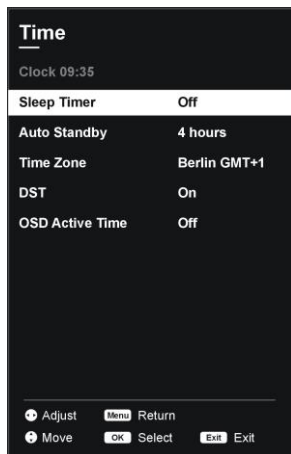 Time
Clock 09:35
Sleep Timer Off
Auto Standby 4 hours
Time Zone Berlin GMT+1
DST On
OSD Active Time Off
Adjust Menu Return
Move OK Select Exit Exit